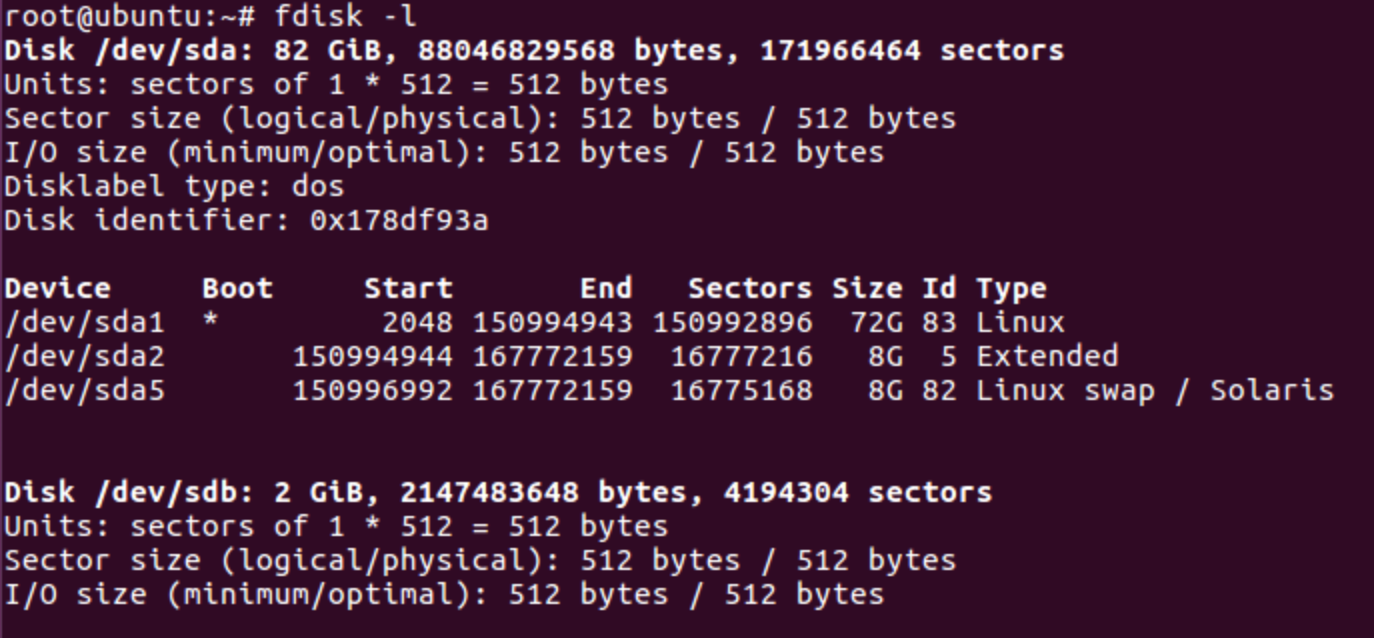 root@ubuntu:~# fdisk -l
Disk /dev/sda: 82 GiB, 88046829568 bytes, 171966464 sectors
Units: sectors of 1 * 512 = 512 bytes
Sector size (logical/physical): 512 bytes / 512 bytes
I/O size (minimum/optimal): 512 bytes / 512 bytes
Disklabel type: dos
Disk identifier: 0x178df93a
Device     Boot     Start       End   Sectors Size Id Type
/dev/sda1  *         2048 150994943 150992896  72G 83 Linux
/dev/sda2       150994944 167772159  16777216   8G  5 Extended
/dev/sda5       150996992 167772159  16775168   8G 82 Linux swap / Solaris
Disk /dev/sdb: 2 GiB, 2147483648 bytes, 4194304 sectors
Units: sectors of 1 * 512 = 512 bytes
Sector size (logical/physical): 512 bytes / 512 bytes
I/O size (minimum/optimal): 512 bytes / 512 bytes